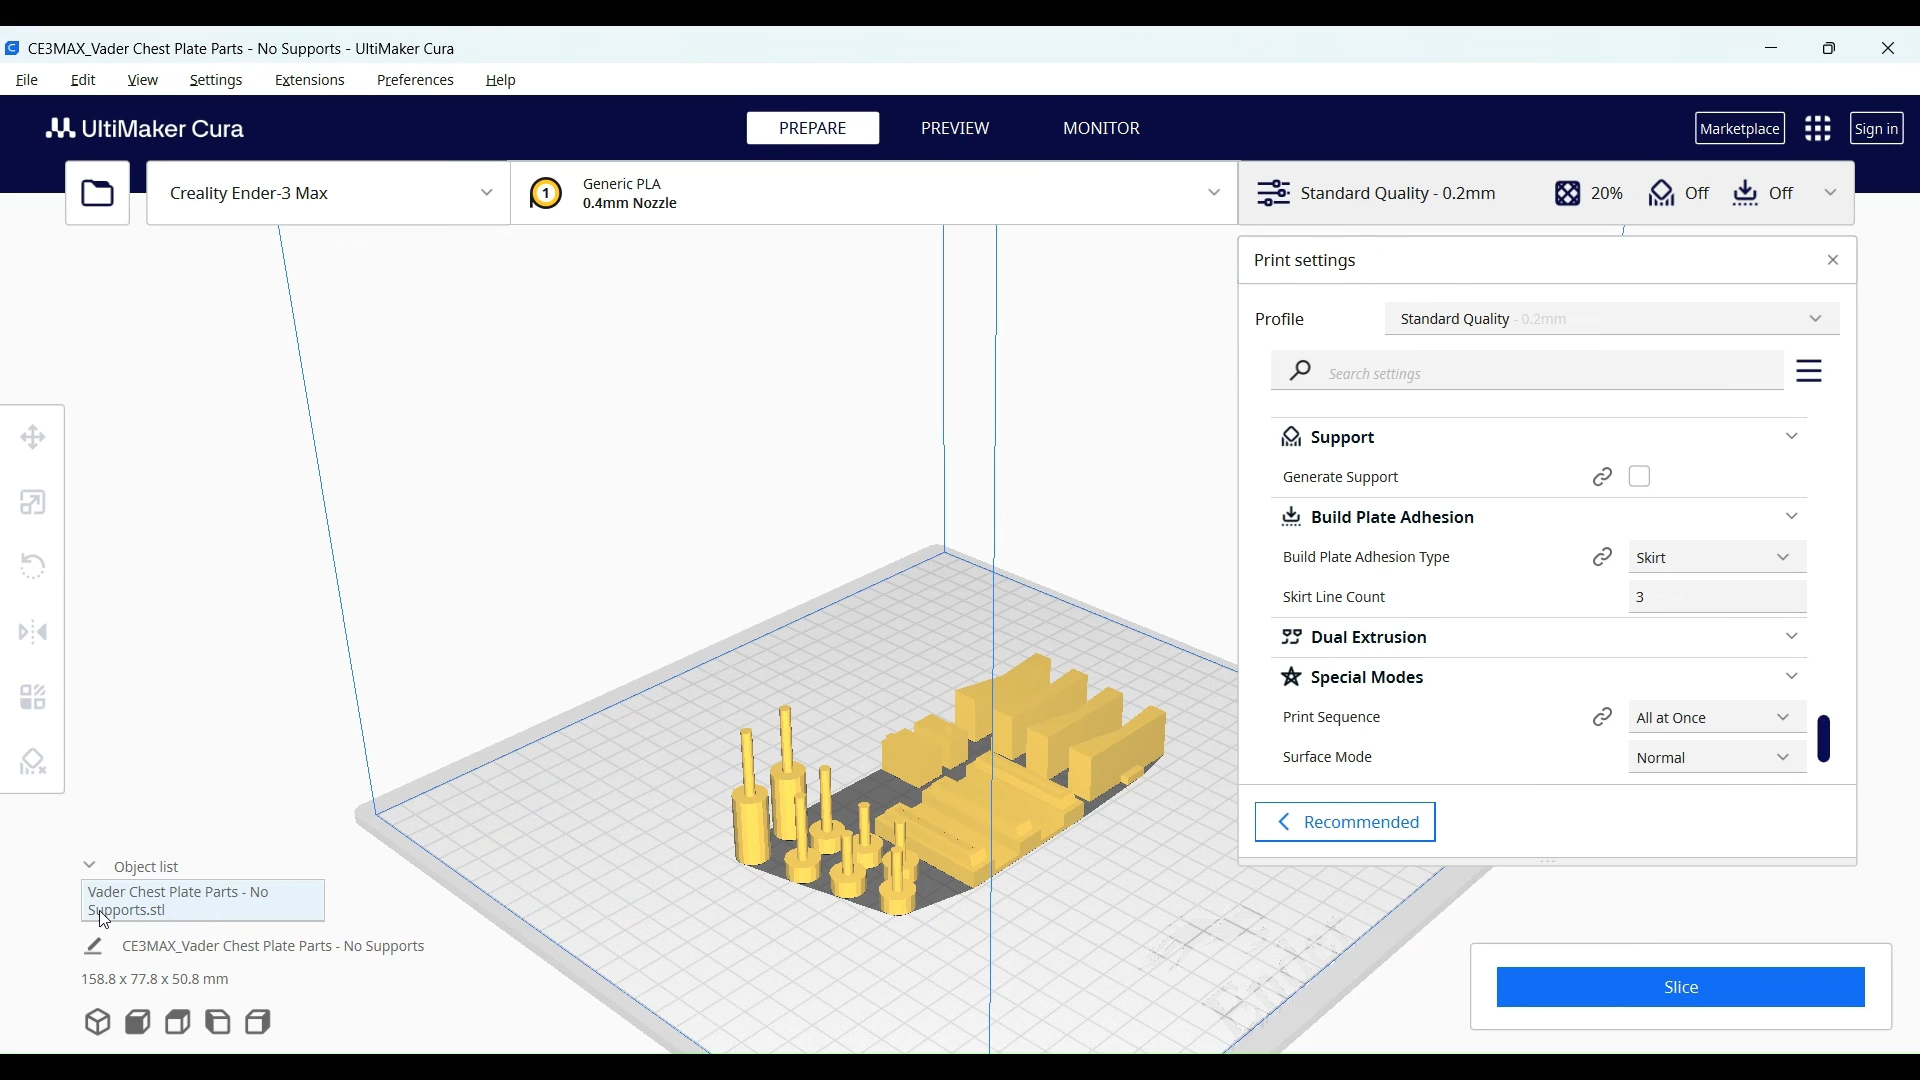 CE3MAX_Vader Chest Plate Parts - No Supports - UltiMaker Cura
File Edit View Settings Extensions Preferences Help
UltiMaker Cura
PREPARE
PREVIEW
MONITOR
Marketplace
Sign in
Creality Ender-3 Max
1
Generic PLA
0.4mm Nozzle
Standard Quality - 0.2mm
20%
Off
Off
Print settings
Profile
Standard Quality - 0.2mm
Search settings
Support
Generate Support
Build Plate Adhesion
Build Plate Adhesion Type
Skirt
Skirt Line Count
3
Dual Extrusion
Special Modes
Print Sequence
All at Once
Surface Mode
Normal
Recommended
Object list
Vader Chest Plate Parts - No
Supports.stl
CE3MAX_Vader Chest Plate Parts - No Supports
158.8 x 77.8 x 50.8 mm
Slice